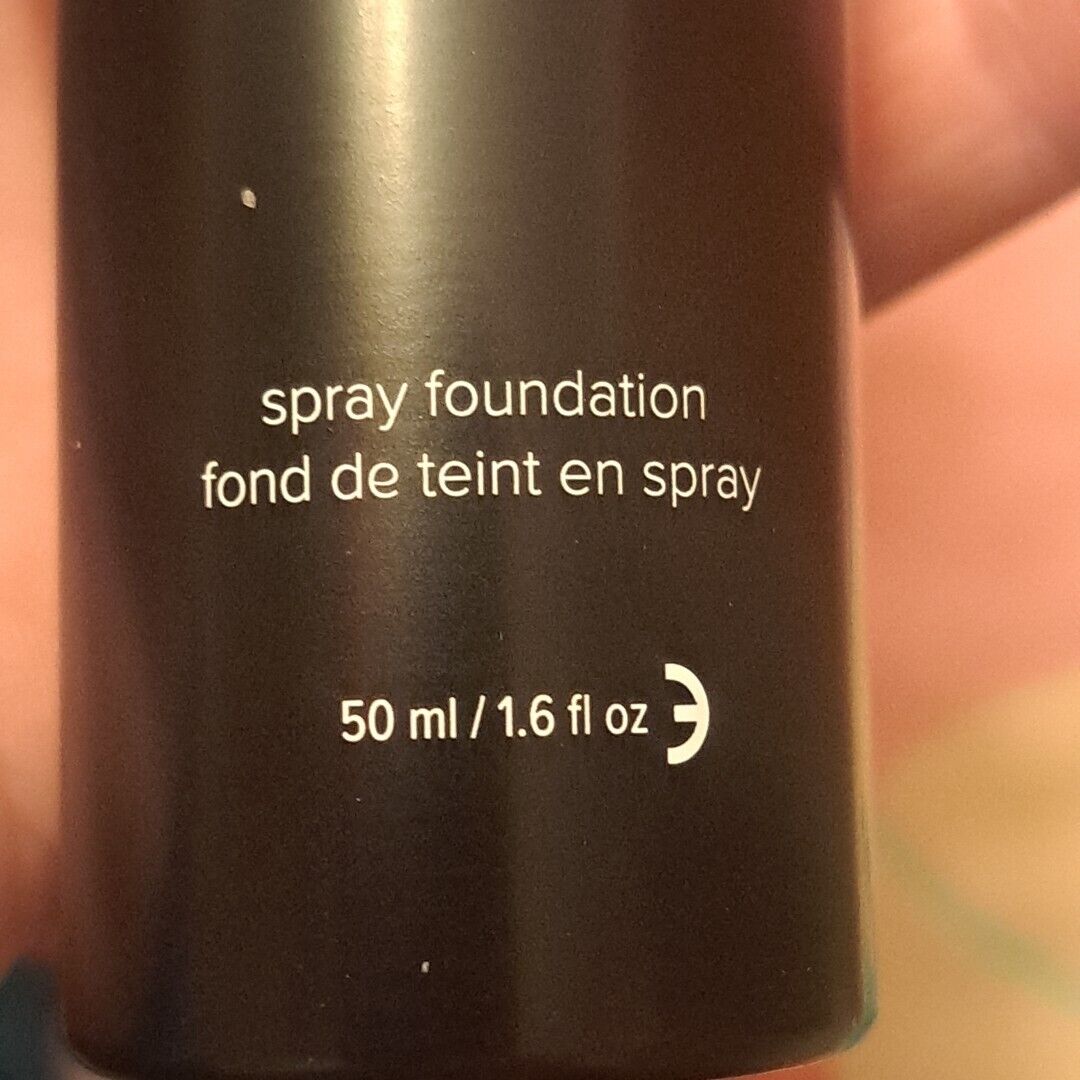 spray foundation
fond de teint en spray
50 ml / 1.6 fl oz